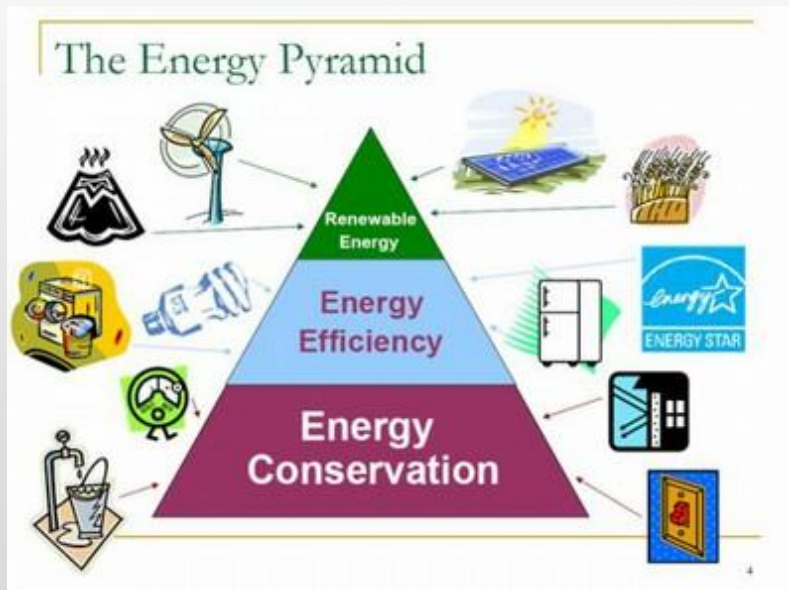 The Energy Pyramid
Renewable
Energy
Energy
Efficiency
energy
ENERGY STAR
Energy
Conservation
4